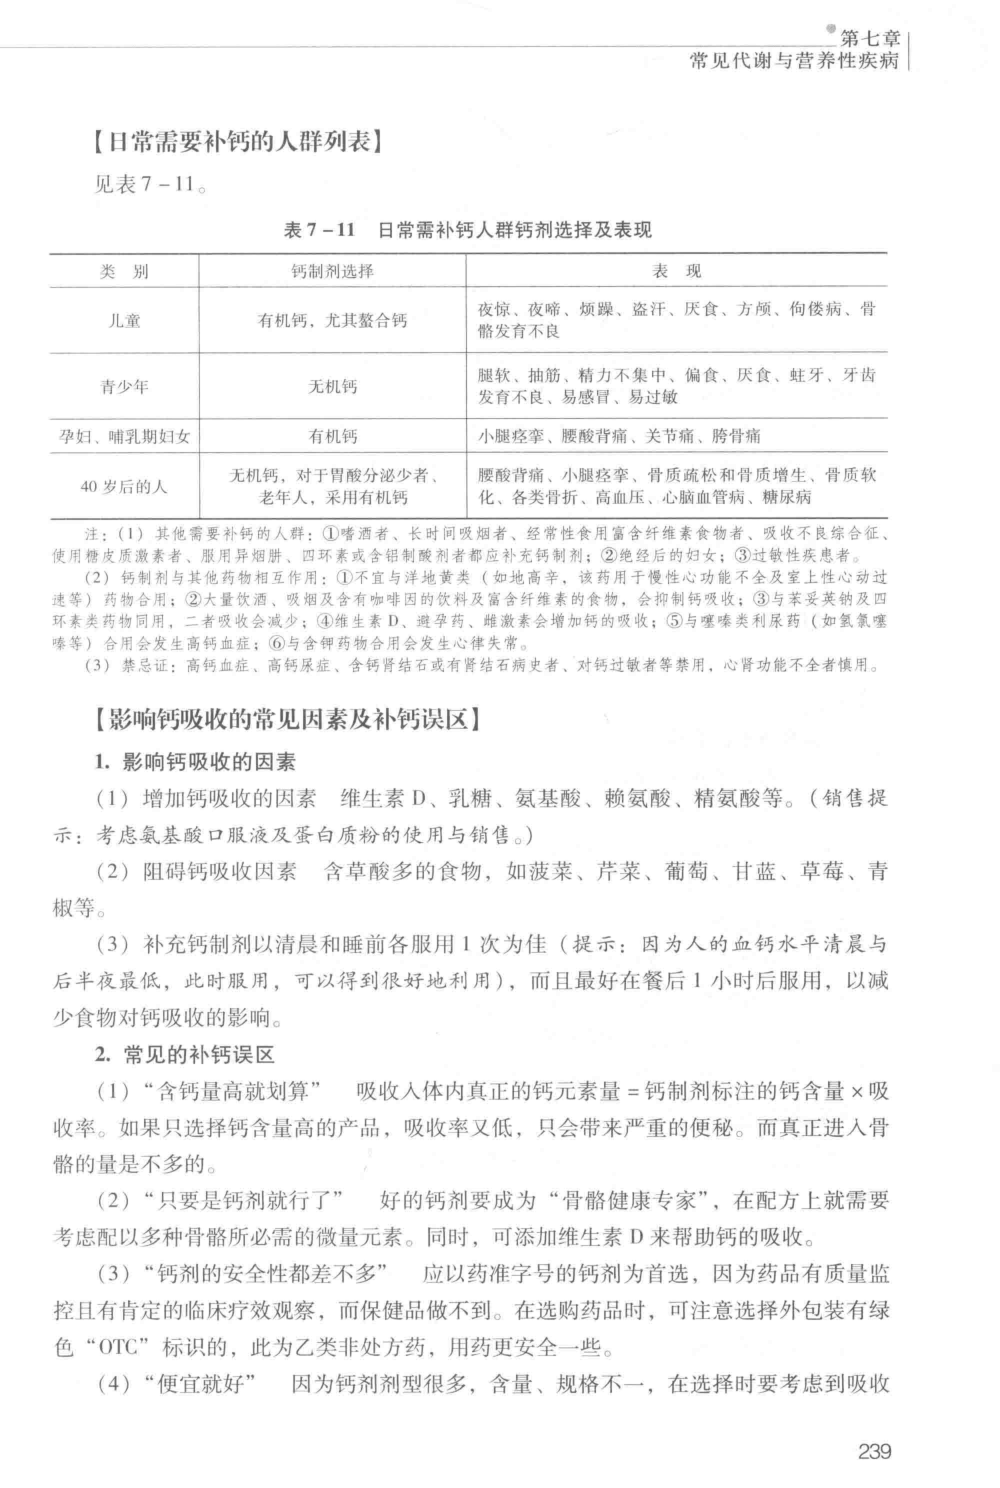 第七章
常见代谢与营养性疾病
【日常需要补钙的人群列表】
见表7－11。
表7－11 日常需补钙人群钙剂选择及表现
类 别 钙制剂选择 表 现
儿童 有机钙，尤其螯合钙 夜惊、夜啼、烦躁、盗汗、厌食、方颅、佝偻病、骨
骼发育不良
青少年 无机钙 腿软、抽筋、精力不集中、偏食、厌食、蛀牙、牙齿
发育不良、易感冒、易过敏
孕妇、哺乳期妇女 有机钙 小腿痉挛、腰酸背痛、关节痛、胯骨痛
40岁后的人 无机钙，对于胃酸分泌少者、
老年人，采用有机钙 腰酸背痛、小腿痉挛、骨质疏松和骨质增生、骨质软
化、各类骨折、高血压、心脑血管病、糖尿病
注：（1）其他需要补钙的人群：①嗜酒者、长时间吸烟者、经常性食用富含纤维素食物者、吸收不良综合征、
使用糖皮质激素者、服用异烟肼、四环素或含铝制酸剂者都应补充钙制剂；②绝经后的妇女；③过敏性疾患者。
（2）钙制剂与其他药物相互作用：①不宜与洋地黄类（如地高辛，该药用于慢性心功能不全及室上性心动过
速等）药物合用；②大量饮酒、吸烟及含有咖啡因的饮料及富含纤维素的食物，会抑制钙吸收；③与苯妥英钠及四
环素类药物同用，二者吸收会减少；④维生素D、避孕药、雌激素会增加钙的吸收；⑤与噻嗪类利尿药（如氢氯噻
嗪等）合用会发生高钙血症；⑥与含钾药物合用会发生心律失常。
（3）禁忌证：高钙血症、高钙尿症、含钙肾结石或有肾结石病史者、对钙过敏者等禁用，心肾功能不全者慎用。
【影响钙吸收的常见因素及补钙误区】
1. 影响钙吸收的因素
（1）增加钙吸收的因素 维生素D、乳糖、氨基酸、赖氨酸、精氨酸等。（销售提
示：考虑氨基酸口服液及蛋白质粉的使用与销售。）
（2）阻碍钙吸收因素 含草酸多的食物，如菠菜、芹菜、葡萄、甘蓝、草莓、青
椒等。
（3）补充钙制剂以清晨和睡前各服用1次为佳（提示：因为人的血钙水平清晨与
后半夜最低，此时服用，可以得到很好地利用），而且最好在餐后1小时后服用，以减
少食物对钙吸收的影响。
2. 常见的补钙误区
（1）“含钙量高就划算” 吸收入体内真正的钙元素量＝钙制剂标注的钙含量×吸
收率。如果只选择钙含量高的产品，吸收率又低，只会带来严重的便秘。而真正进入骨
骼的量是不多的。
（2）“只要是钙剂就行了” 好的钙剂要成为“骨骼健康专家”，在配方上就需要
考虑配以多种骨骼所必需的微量元素。同时，可添加维生素D来帮助钙的吸收。
（3）“钙剂的安全性都差不多” 应以药准字号的钙剂为首选，因为药品有质量监
控且有肯定的临床疗效观察，而保健品做不到。在选购药品时，可注意选择外包装有绿
色“OTC”标识的，此为乙类非处方药，用药更安全一些。
（4）“便宜就好” 因为钙剂剂型很多，含量、规格不一，在选择时要考虑到吸收
239